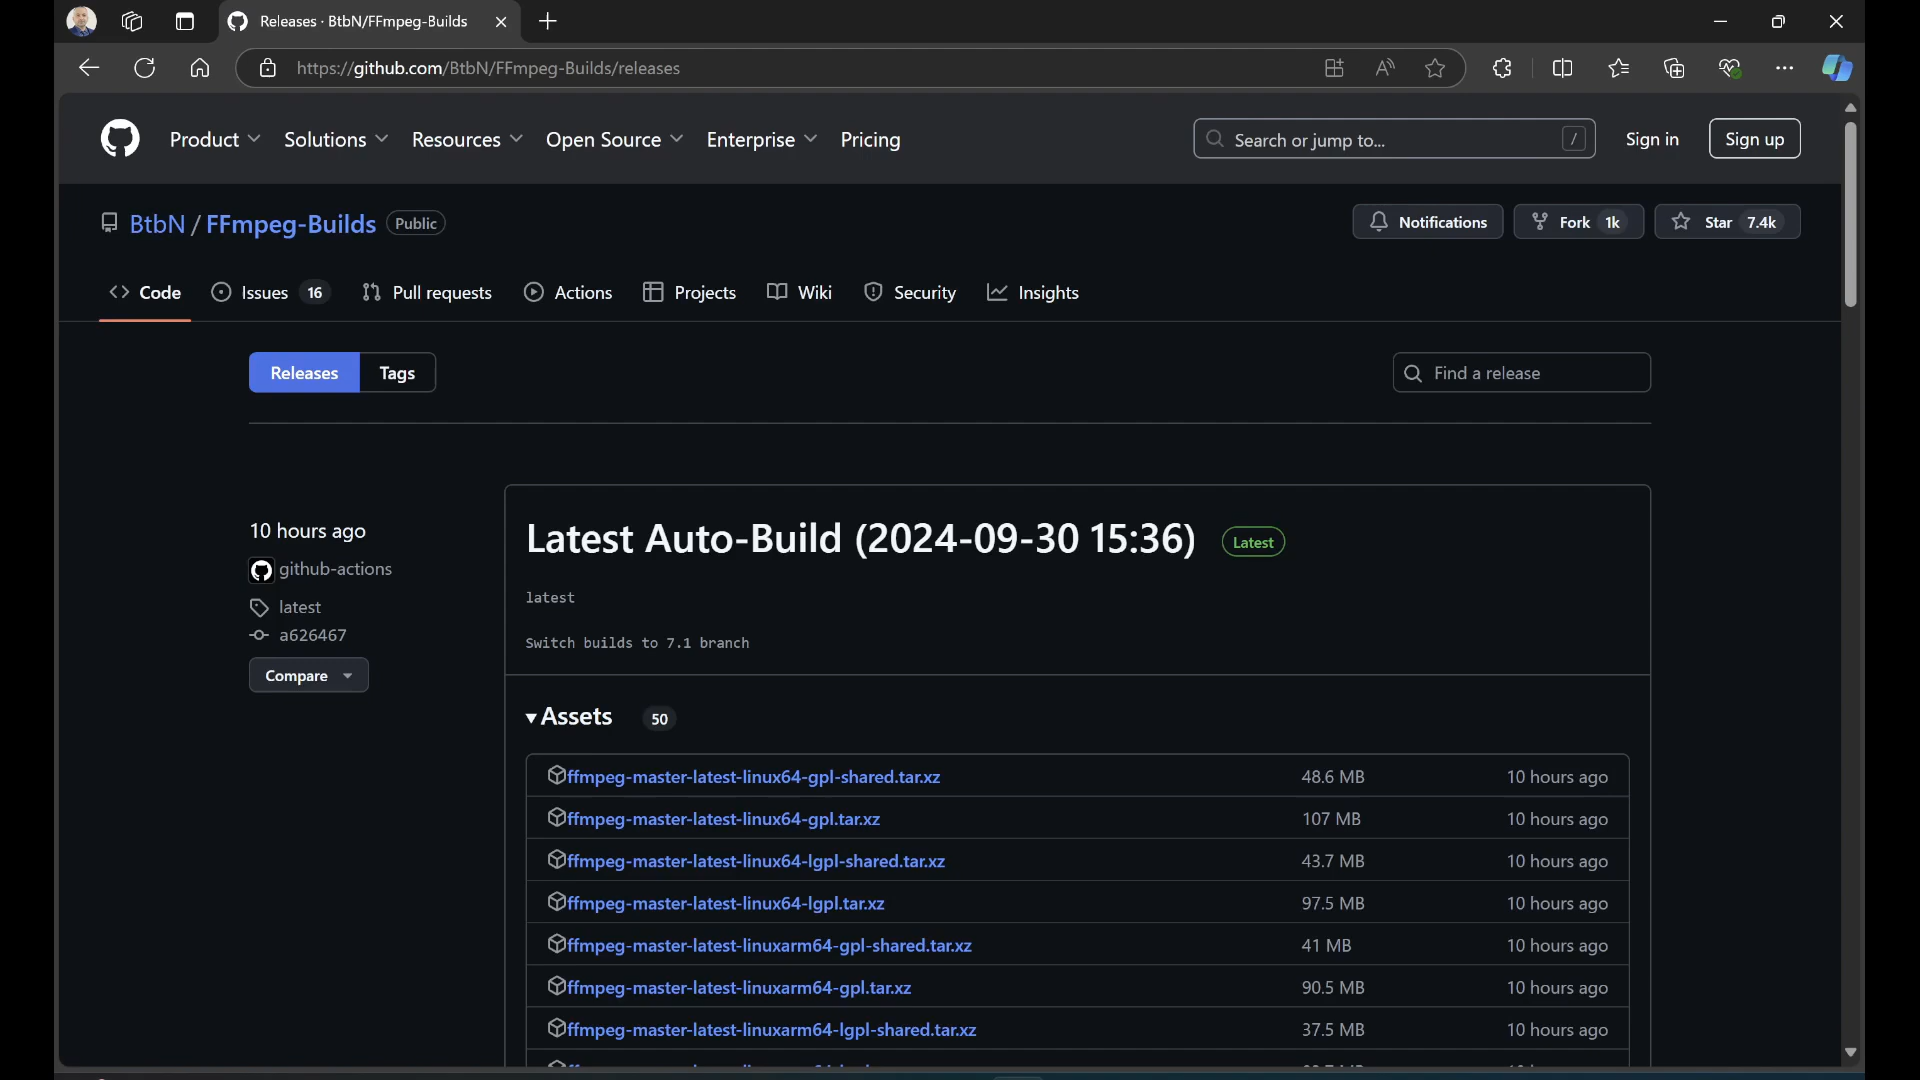 Releases · BtbN/FFmpeg-Builds
https://github.com/BtbN/FFmpeg-Builds/releases
Product Solutions Resources Open Source Enterprise Pricing Search or jump to... / Sign in Sign up
BtbN / FFmpeg-Builds Public Notifications Fork 1k Star 7.4k
Code Issues 16 Pull requests Actions Projects Wiki Security Insights
Releases Tags Find a release
10 hours ago
github-actions
latest
a626467
Compare
Latest Auto-Build (2024-09-30 15:36) Latest
latest
Switch builds to 7.1 branch
Assets 50
ffmpeg-master-latest-linux64-gpl-shared.tar.xz 48.6 MB 10 hours ago
ffmpeg-master-latest-linux64-gpl.tar.xz 107 MB 10 hours ago
ffmpeg-master-latest-linux64-lgpl-shared.tar.xz 43.7 MB 10 hours ago
ffmpeg-master-latest-linux64-lgpl.tar.xz 97.5 MB 10 hours ago
ffmpeg-master-latest-linuxarm64-gpl-shared.tar.xz 41 MB 10 hours ago
ffmpeg-master-latest-linuxarm64-gpl.tar.xz 90.5 MB 10 hours ago
ffmpeg-master-latest-linuxarm64-lgpl-shared.tar.xz 37.5 MB 10 hours ago